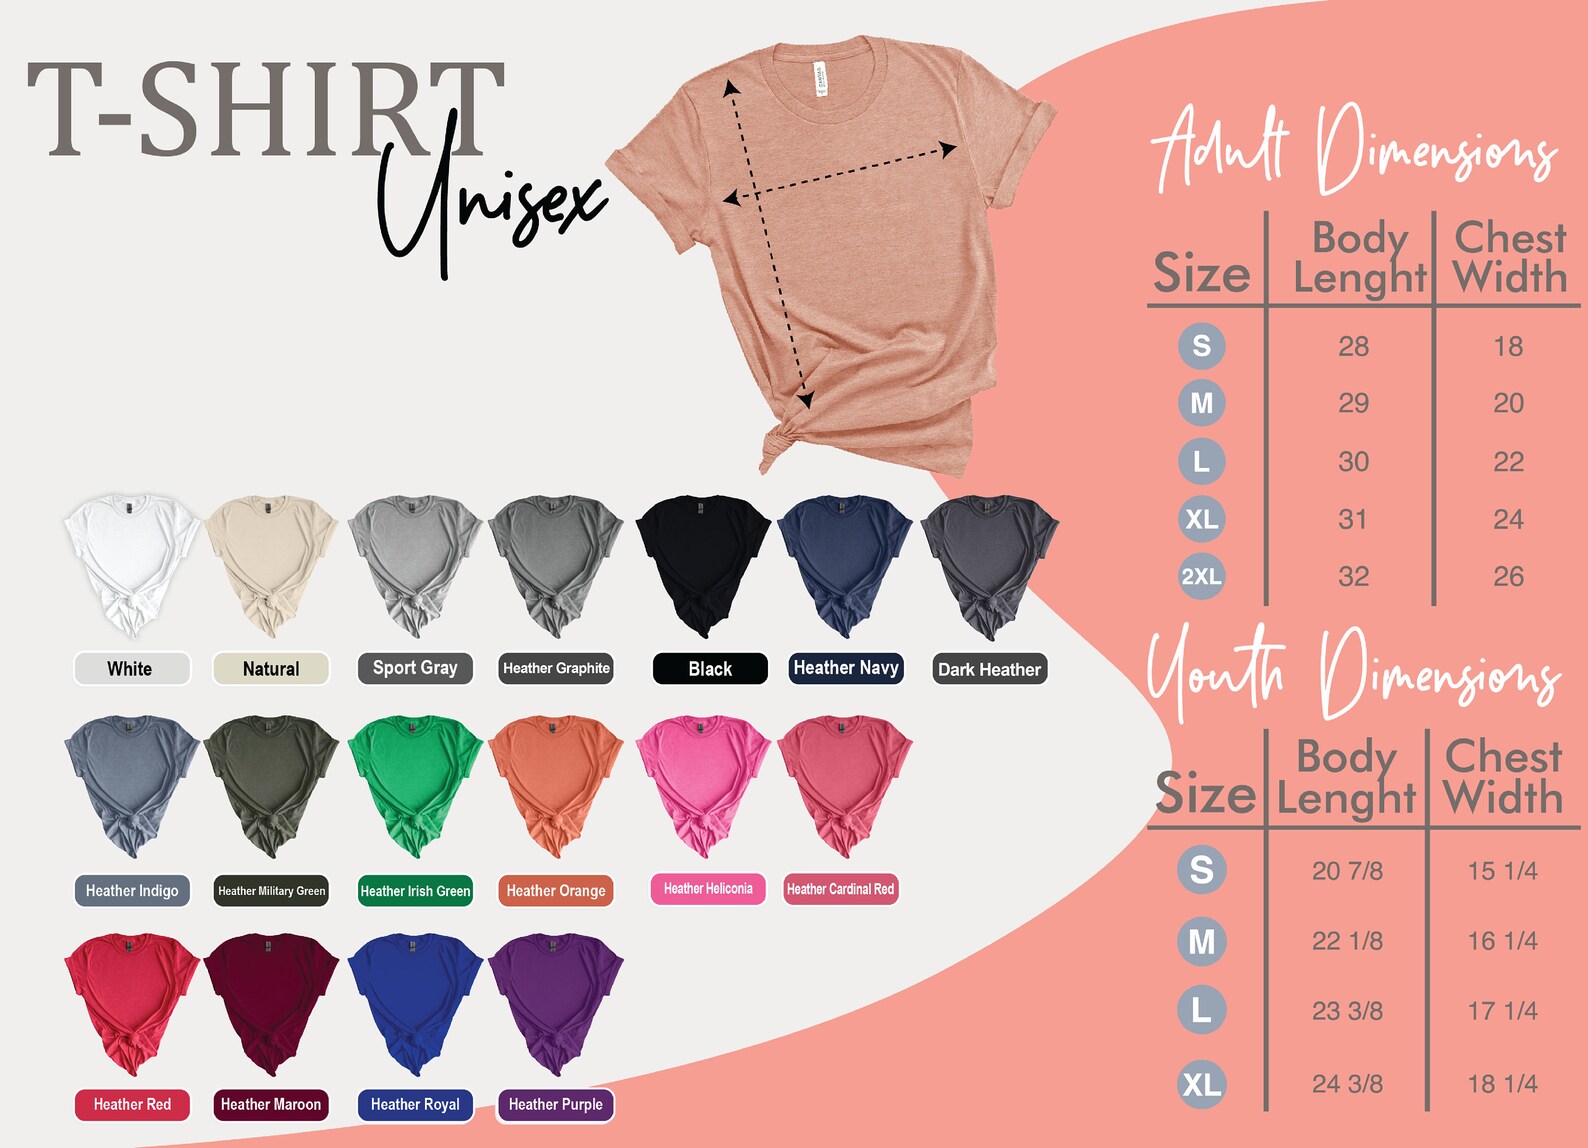 T-SHIRT
Unisex
Adult Dimensions
Size Body Lenght Chest Width
S 28 18
M 29 20
L 30 22
XL 31 24
2XL 32 26
White Natural Sport Gray Heather Graphite Black Heather Navy Dark Heather
Youth Dimensions
Size Body Lenght Chest Width
S 20 7/8 15 1/4
M 22 1/8 16 1/4
L 23 3/8 17 1/4
XL 24 3/8 18 1/4
Heather Indigo Heather Military Green Heather Irish Green Heather Orange Heather Heliconia Heather Cardinal Red
Heather Red Heather Maroon Heather Royal Heather Purple